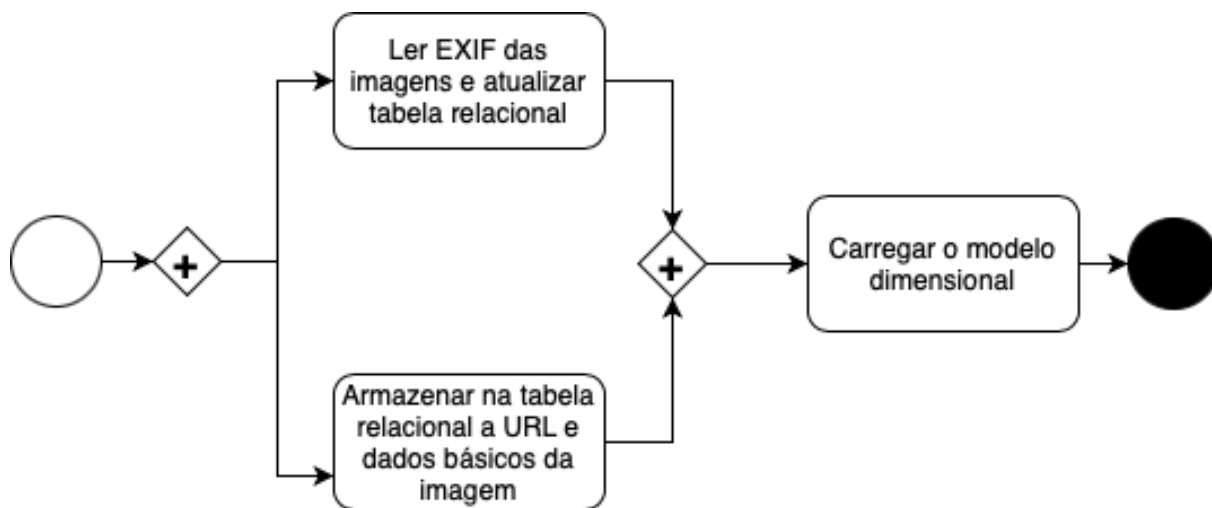 Ler EXIF das
imagens e atualizar
tabela relacional
Carregar o modelo
dimensional
Armazenar na tabela
relacional a URL e
dados básicos da
imagem